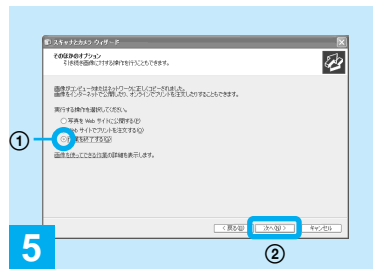 スキャナとカメラ ウィザード
そのほかのオプション
引き続き画像に対する操作を行うこともできます。
画像がコンピュータまたはネットワークに正しくコピーされました。
画像をインターネットで公開したり、オンラインでプリントを注文したりすることもできます。
実行する操作を選択してください。
写真を Web サイトに公開する(P)
① Web サイトでプリントを注文する(O)
作業を終了する(N)
画像を使ってできる作業の詳細を表示します。
< 戻る(B) 次へ(N) > キャンセル
5 ②